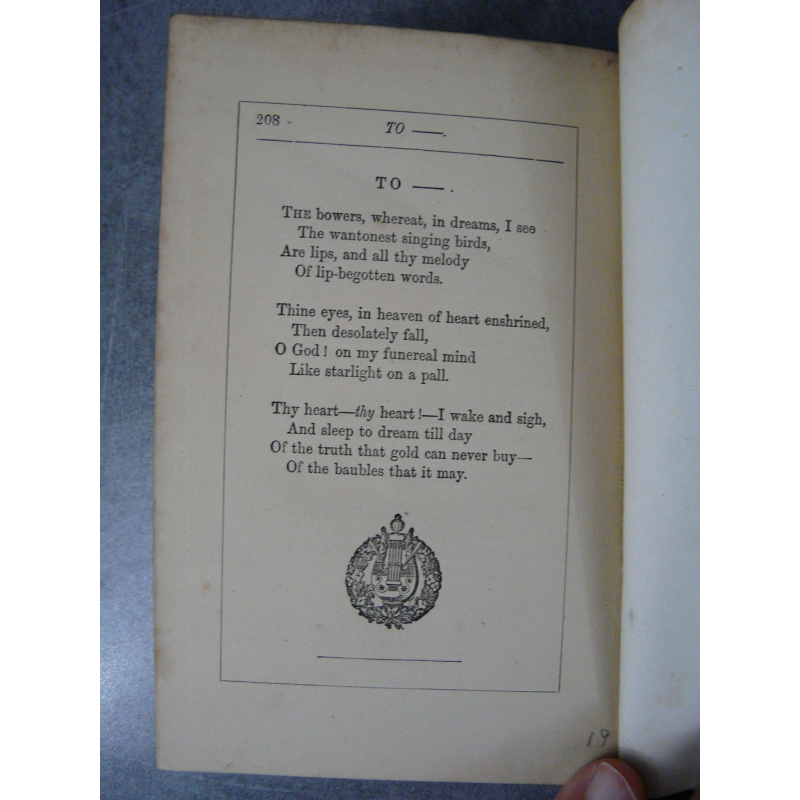 208
TO ——.
TO ——.
THE bowers, whereat, in dreams, I see
The wantonest singing birds,
Are lips, and all thy melody
Of lip-begotten words.
Thine eyes, in heaven of heart enshrined,
Then desolately fall,
O God! on my funereal mind
Like starlight on a pall.
Thy heart—thy heart!—I wake and sigh,
And sleep to dream till day
Of the truth that gold can never buy—
Of the baubles that it may.
19